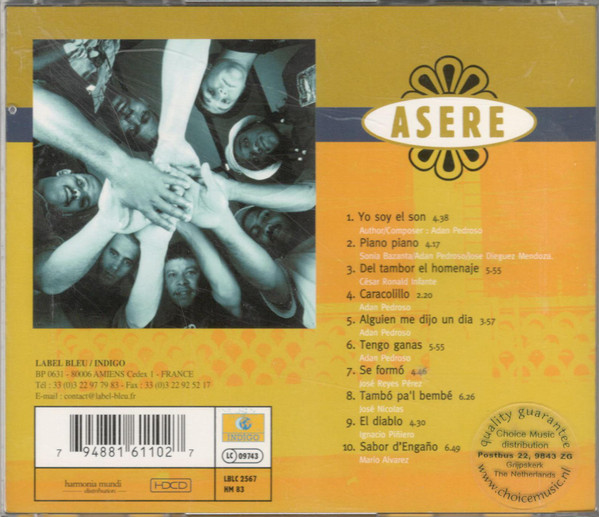 ASERE
1. Yo soy el son 4.38
Author/Composer : Adan Pedroso
2. Piano piano 4.17
Sonia Bazanta/Adan Pedroso/Jose Dieguez Mendoza.
3. Del tambor el homenaje 5-55
César Ronald Infante
4. Caracolillo 2.20
Adan Pedroso
5. Alguien me dijo un dia 3-57
Adan Pedroso
6. Tengo ganas 5-55
Adan Pedroso
7. Se formó 4.46
José Reyes Pérez
8. Tambó pa'l bembé 6.26
José Nicolas
9. El diablo 4.30
Ignacio Piñiero
10. Sabor d'Engaño 6.49
Mario Alvarez
LABEL BLEU / INDIGO
BP 0631 - 80006 AMIENS Cedex 1 - FRANCE
Tél : 33 (0)3 22 97 79 83 - Fax : 33 (0)3 22 92 52 17
E-mail : contact@label-bleu.fr
7 94881 61102 7
INDIGO
LC 09743
harmonia mundi
distribution
HDCD
LBLC 2567
HM 83
quality guarantee
Choice Music
distribution
Postbus 22, 9843 ZG
Grijpskerk
The Netherlands
www.choicemusic.nl